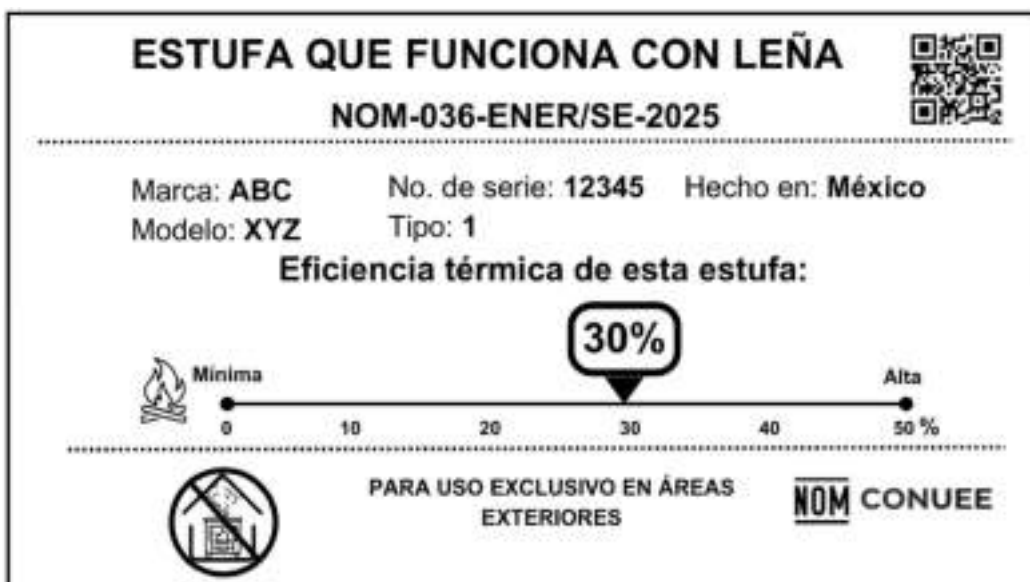 ESTUFA QUE FUNCIONA CON LEÑA
NOM-036-ENER/SE-2025
Marca: ABC No. de serie: 12345 Hecho en: México
Modelo: XYZ Tipo: 1
Eficiencia térmica de esta estufa:
30%
Mínima Alta
0 10 20 30 40 50 %
PARA USO EXCLUSIVO EN ÁREAS
EXTERIORES
NOM CONUEE